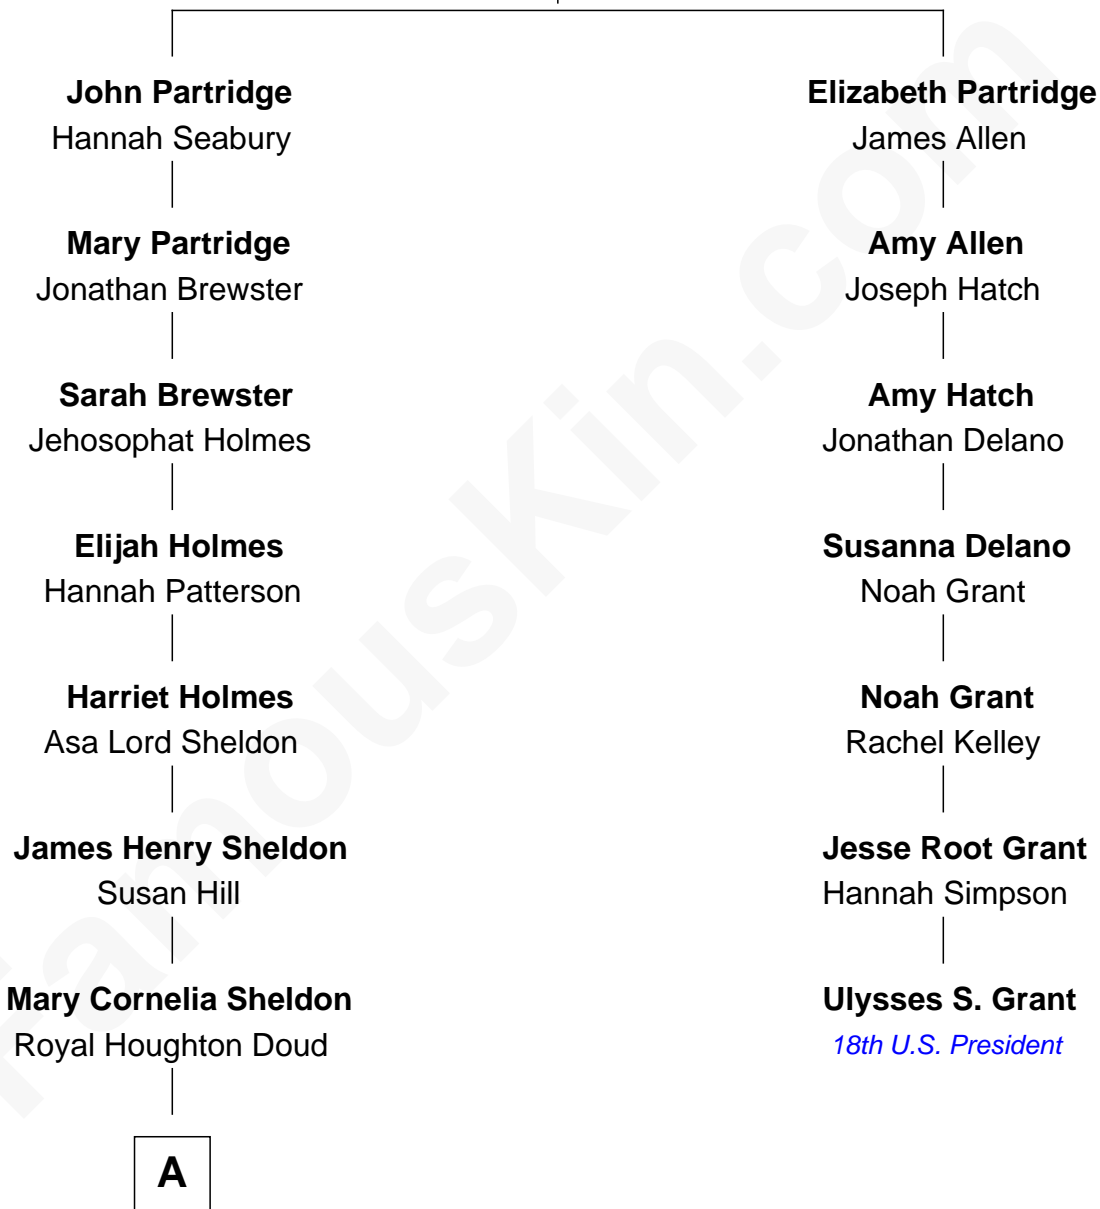 John Partridge
Hannah Seabury
Elizabeth Partridge
James Allen
Mary Partridge
Jonathan Brewster
Amy Allen
Joseph Hatch
Sarah Brewster
Jehosophat Holmes
Amy Hatch
Jonathan Delano
Elijah Holmes
Hannah Patterson
Susanna Delano
Noah Grant
Harriet Holmes
Asa Lord Sheldon
Noah Grant
Rachel Kelley
James Henry Sheldon
Susan Hill
Jesse Root Grant
Hannah Simpson
Mary Cornelia Sheldon
Royal Houghton Doud
Ulysses S. Grant
18th U.S. President
A
FamousKin.com